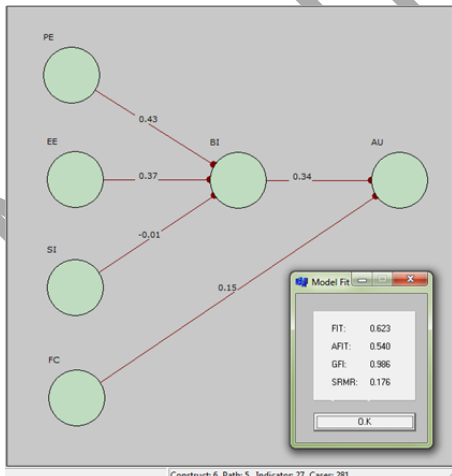 PE
0.43
EE
BI
AU
0.37
0.34
SI
-0.01
0.15
FC
Model Fit
FIT: 0.623
AFIT: 0.540
GFI: 0.986
SRMR: 0.176
O.K
Construct: 6, Path: 5, Indicator: 27, Cases: 281